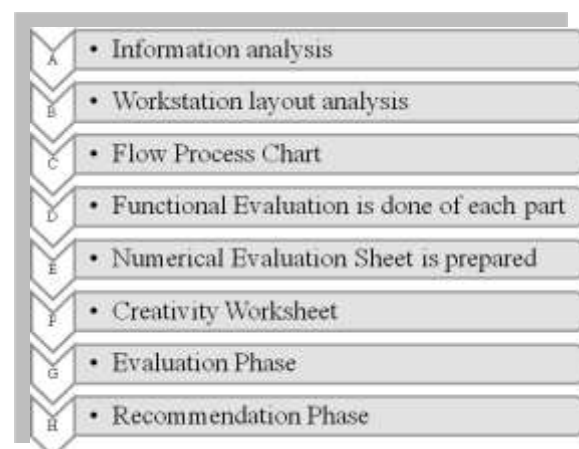 A • Information analysis
B • Workstation layout analysis
C • Flow Process Chart
D • Functional Evaluation is done of each part
E • Numerical Evaluation Sheet is prepared
F • Creativity Worksheet
G • Evaluation Phase
H • Recommendation Phase